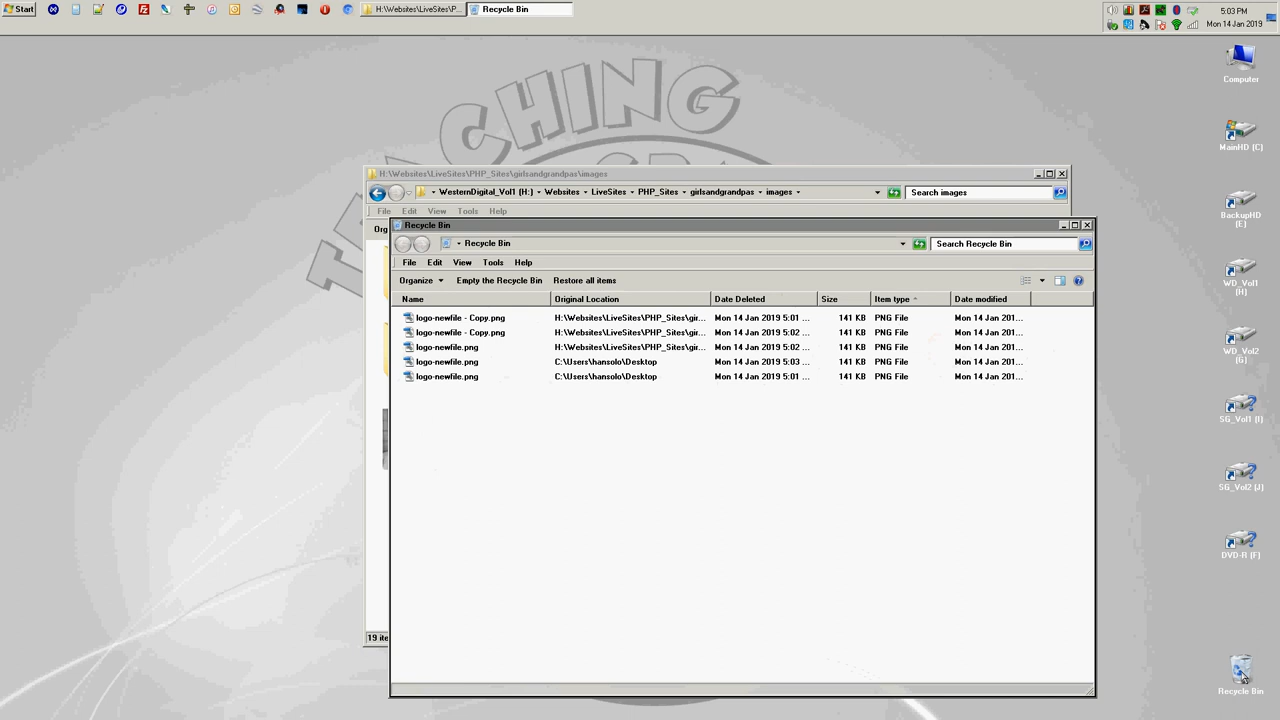 Start
H:\Websites\LiveSites\P...
Recycle Bin
5:03 PM
Mon 14 Jan 2019
CHING
Computer
MainHD (C)
BackupHD
(E)
WD_Vol1
(H)
WD_Vol2
(G)
SG_Vol1 (I)
SG_Vol2 (J)
DVD-R (F)
Recycle Bin
H:\Websites\LiveSites\PHP_Sites\girlsandgrandpas\images
WesternDigital_Vol1 (H:) Websites LiveSites PHP_Sites girlsandgrandpas images
Search images
File Edit View Tools Help
Org
19 ite
Recycle Bin
Recycle Bin
Search Recycle Bin
File Edit View Tools Help
Organize Empty the Recycle Bin Restore all items
Name Original Location Date Deleted Size Item type Date modified
logo-newfile - Copy.png H:\Websites\LiveSites\PHP_Sites\gir... Mon 14 Jan 2019 5:01 ... 141 KB PNG File Mon 14 Jan 201...
logo-newfile - Copy.png H:\Websites\LiveSites\PHP_Sites\gir... Mon 14 Jan 2019 5:02 ... 141 KB PNG File Mon 14 Jan 201...
logo-newfile.png H:\Websites\LiveSites\PHP_Sites\gir... Mon 14 Jan 2019 5:02 ... 141 KB PNG File Mon 14 Jan 201...
logo-newfile.png C:\Users\hansolo\Desktop Mon 14 Jan 2019 5:03 ... 141 KB PNG File Mon 14 Jan 201...
logo-newfile.png C:\Users\hansolo\Desktop Mon 14 Jan 2019 5:01 ... 141 KB PNG File Mon 14 Jan 201...